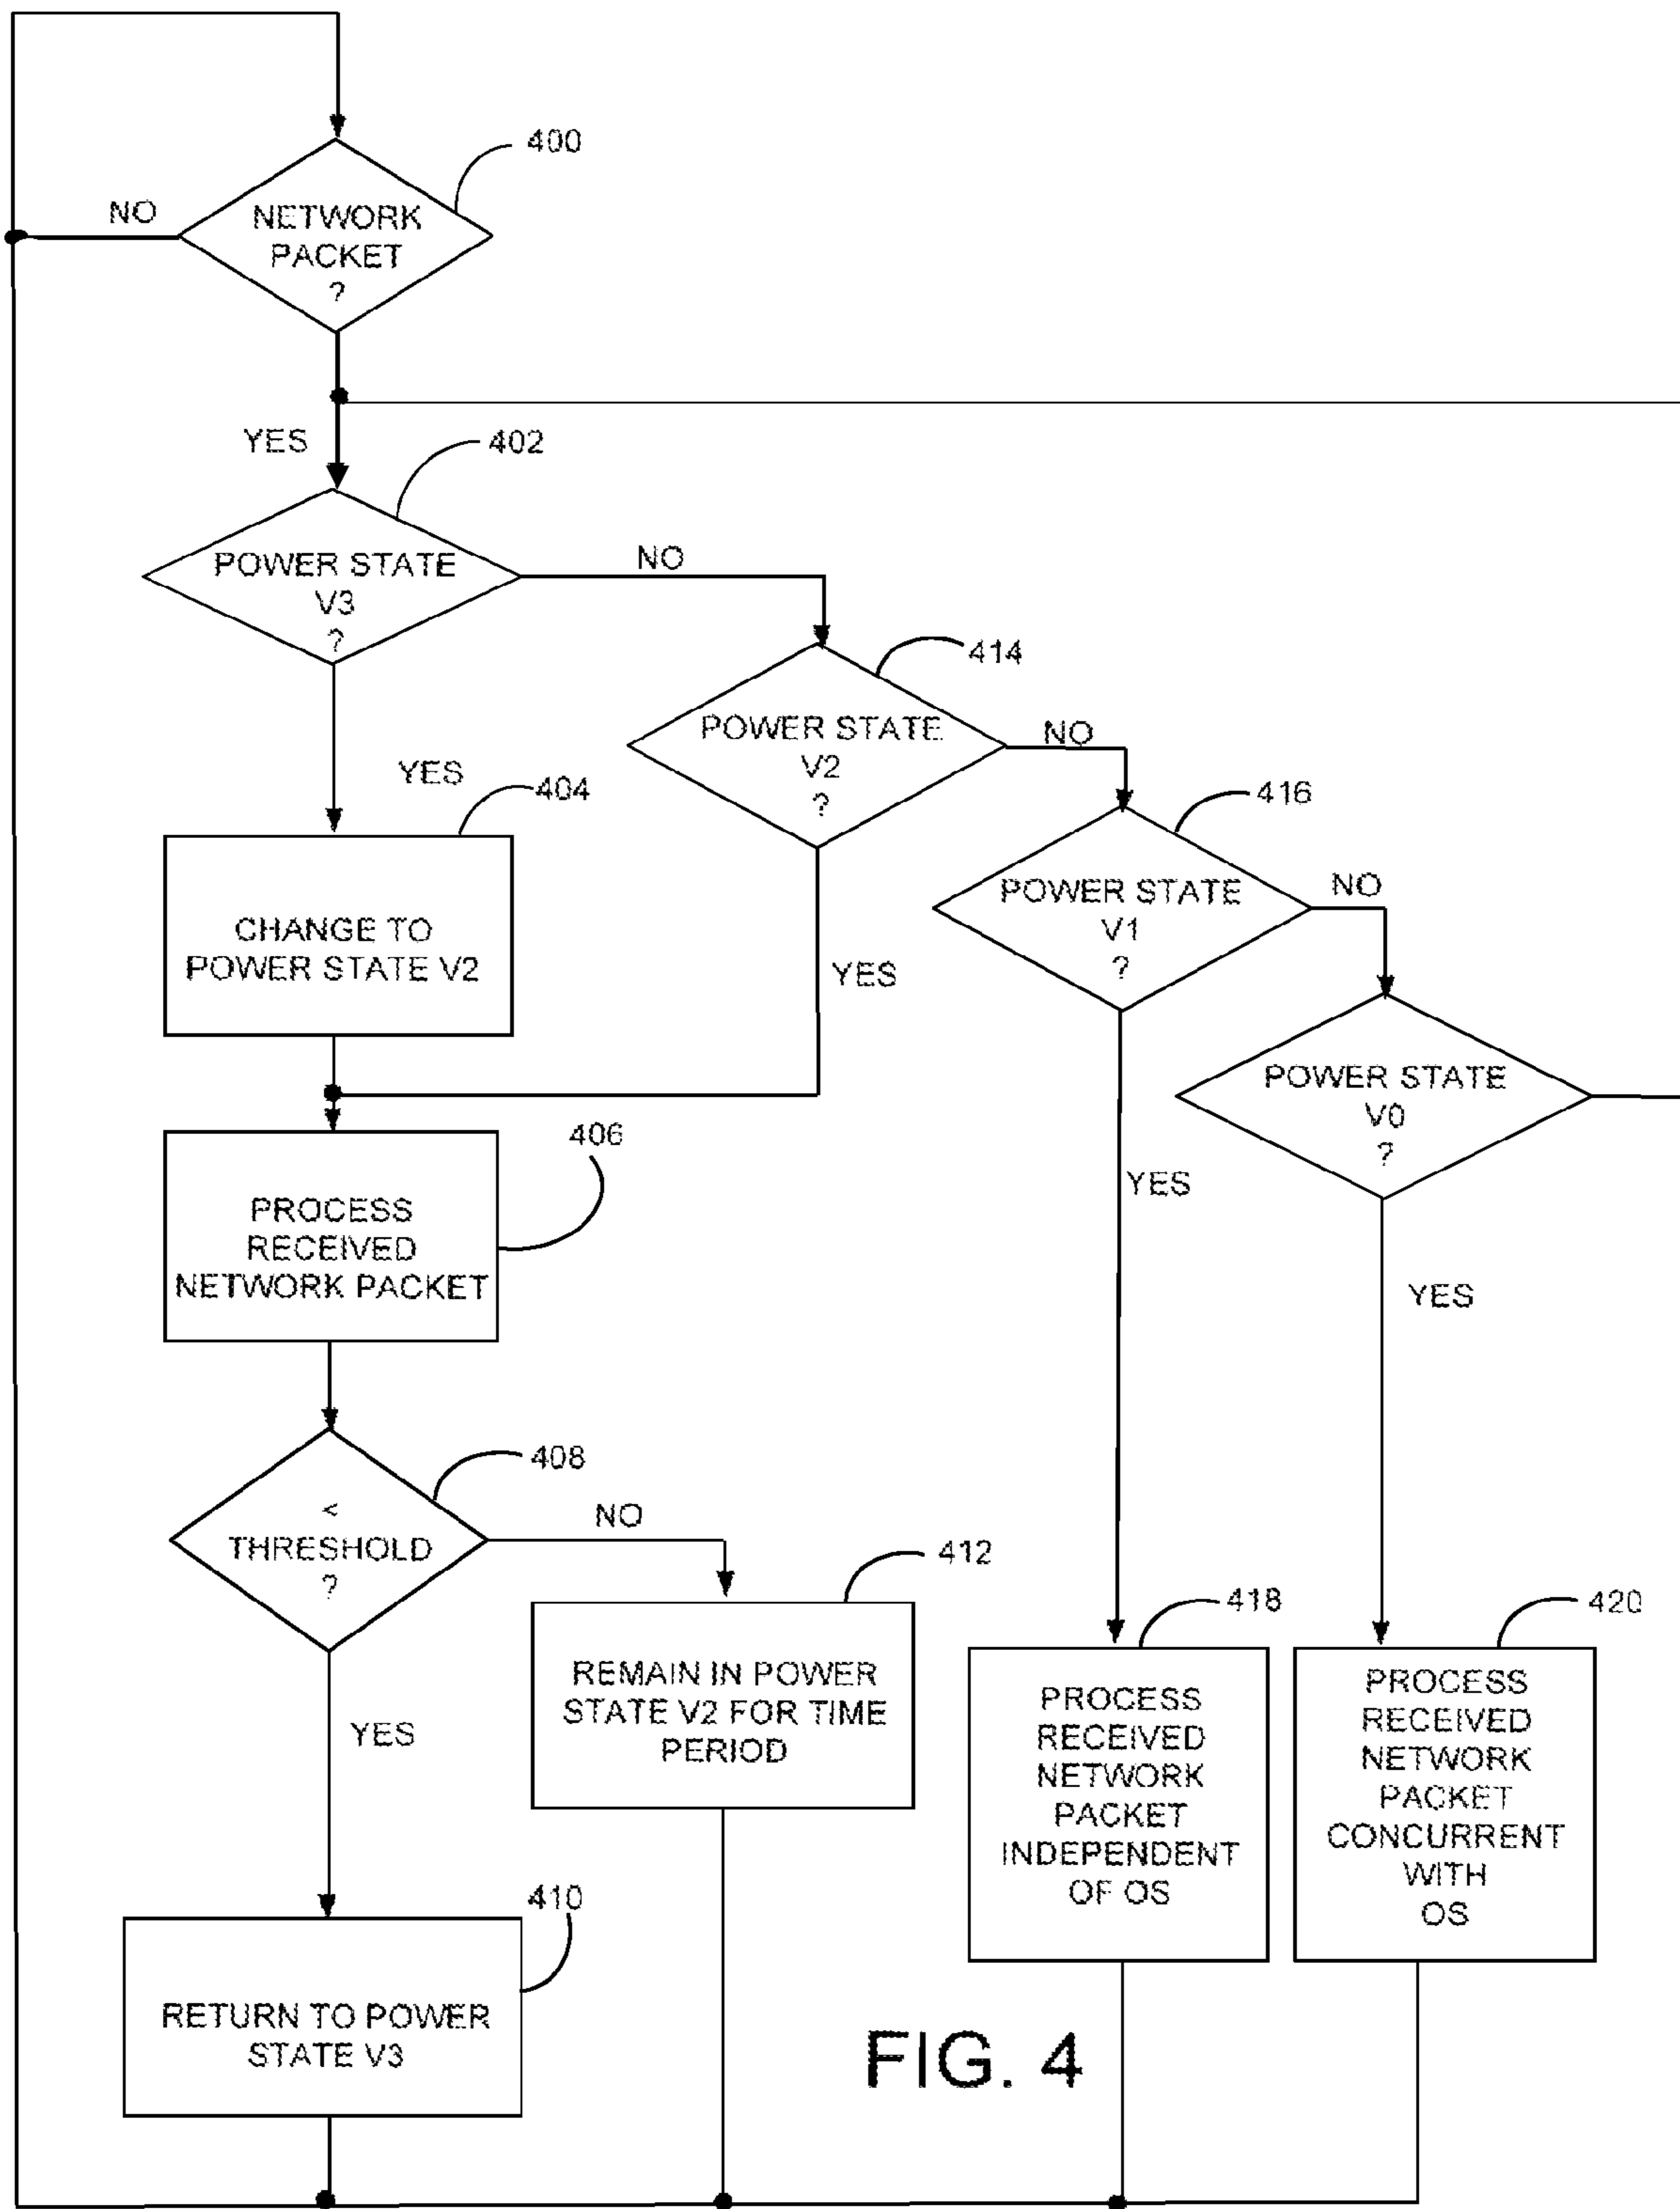 400
NO
NETWORK
PACKET
?
YES
402
POWER STATE
V3
?
NO
414
POWER STATE
V2
?
NO
YES
404
416
CHANGE TO
POWER STATE V2
POWER STATE
V1
?
NO
YES
POWER STATE
V0
?
406
PROCESS
RECEIVED
NETWORK PACKET
YES
YES
408
<
THRESHOLD
?
NO
412
REMAIN IN POWER
STATE V2 FOR TIME
PERIOD
YES
418
PROCESS
RECEIVED
NETWORK
PACKET
INDEPENDENT
OF OS
420
PROCESS
RECEIVED
NETWORK
PACKET
CONCURRENT
WITH
OS
410
RETURN TO POWER
STATE V3
FIG. 4